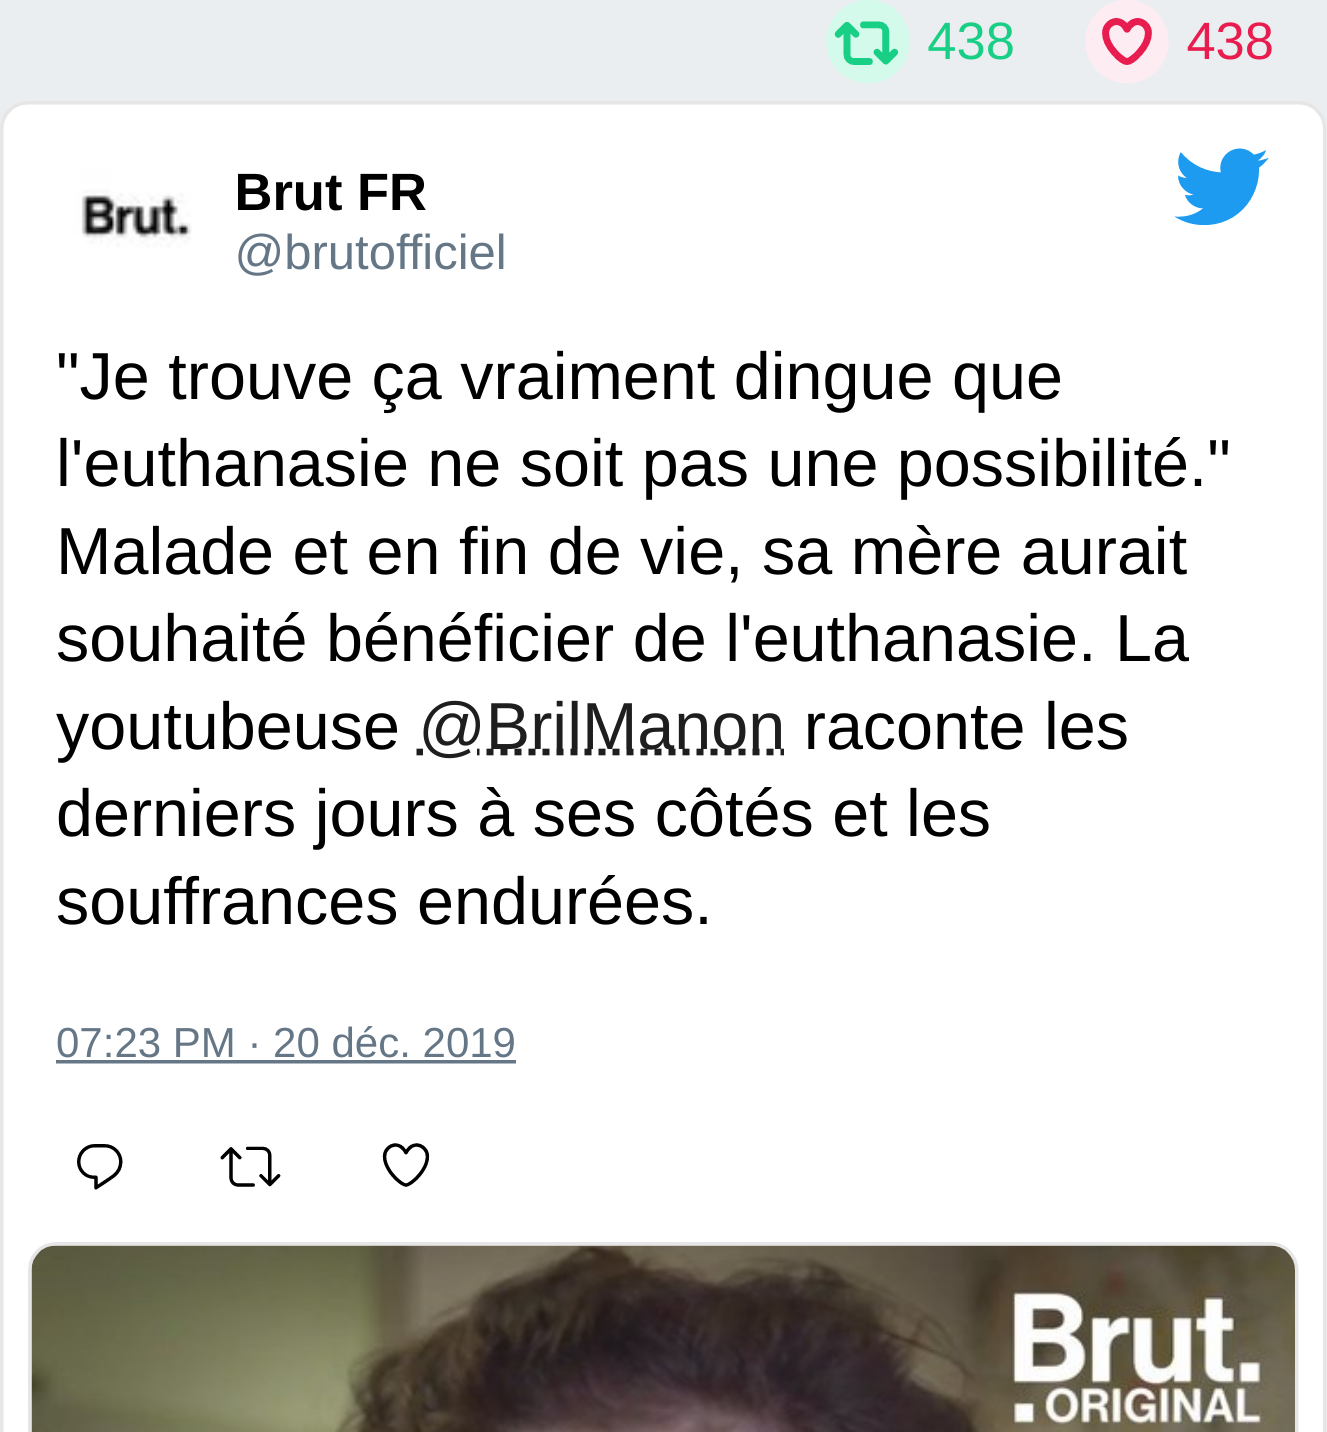 438 438
Brut. Brut FR
@brutofficiel
"Je trouve ça vraiment dingue que
l'euthanasie ne soit pas une possibilité."
Malade et en fin de vie, sa mère aurait
souhaité bénéficier de l'euthanasie. La
youtubeuse @BrilManon raconte les
derniers jours à ses côtés et les
souffrances endurées.
07:23 PM · 20 déc. 2019
Brut.
ORIGINAL